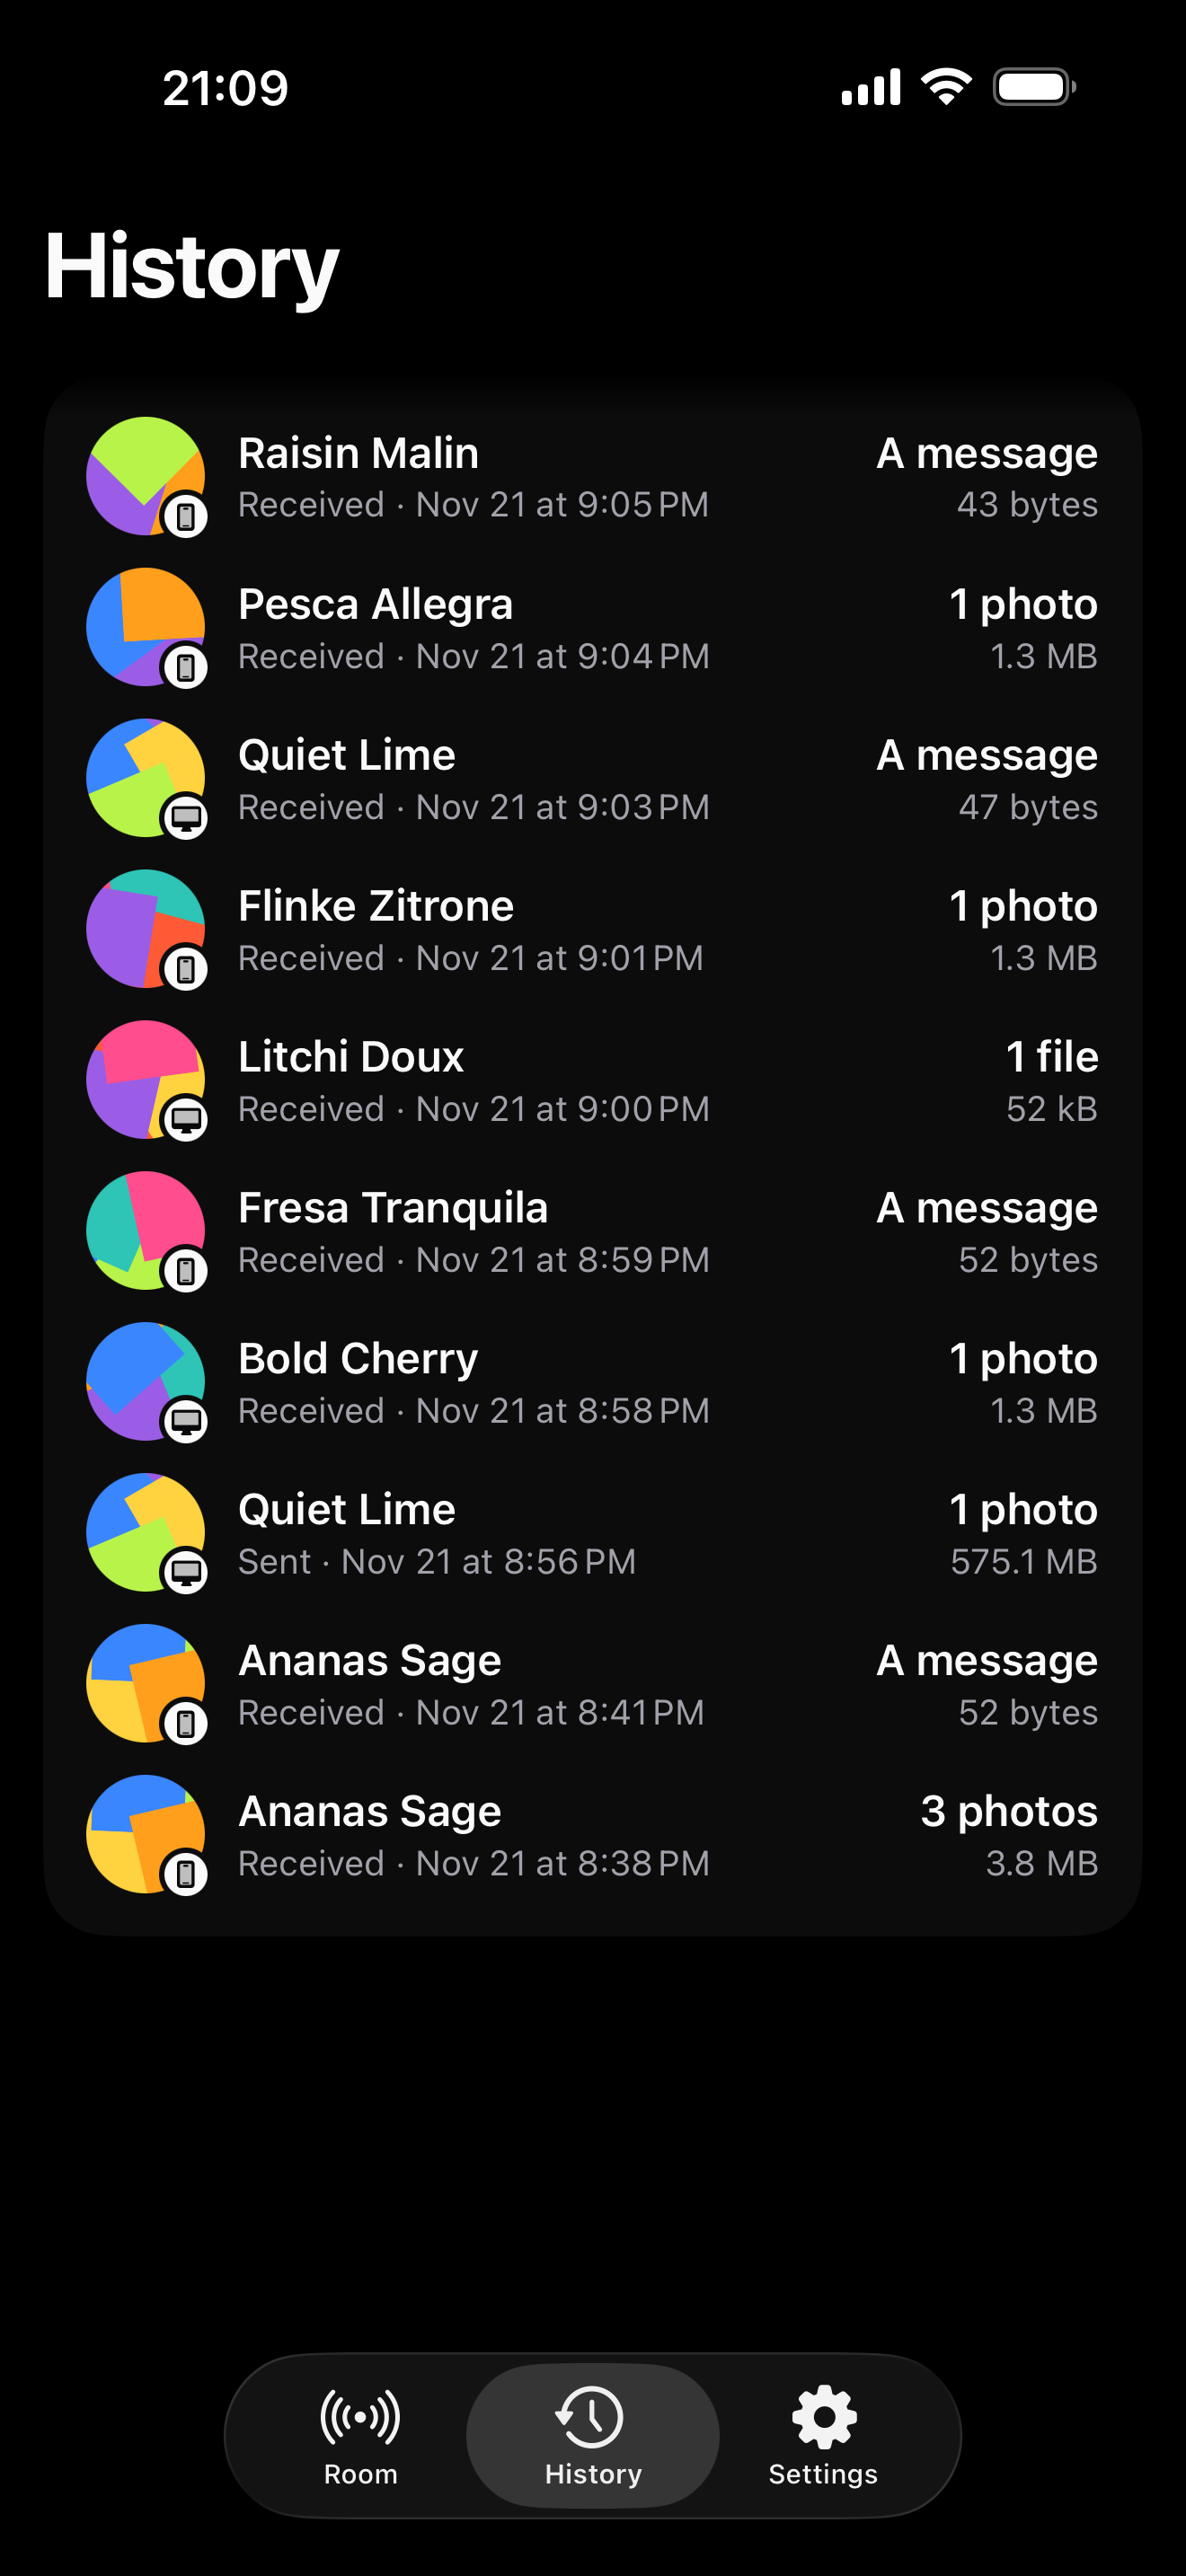 21:09
History
Raisin Malin
A message
Received · Nov 21 at 9:05 PM
43 bytes
Pesca Allegra
1 photo
Received · Nov 21 at 9:04 PM
1.3 MB
Quiet Lime
A message
Received · Nov 21 at 9:03 PM
47 bytes
Flinke Zitrone
1 photo
Received · Nov 21 at 9:01 PM
1.3 MB
Litchi Doux
1 file
Received · Nov 21 at 9:00 PM
52 kB
Fresa Tranquila
A message
Received · Nov 21 at 8:59 PM
52 bytes
Bold Cherry
1 photo
Received · Nov 21 at 8:58 PM
1.3 MB
Quiet Lime
1 photo
Sent · Nov 21 at 8:56 PM
575.1 MB
Ananas Sage
A message
Received · Nov 21 at 8:41 PM
52 bytes
Ananas Sage
3 photos
Received · Nov 21 at 8:38 PM
3.8 MB
Room
History
Settings